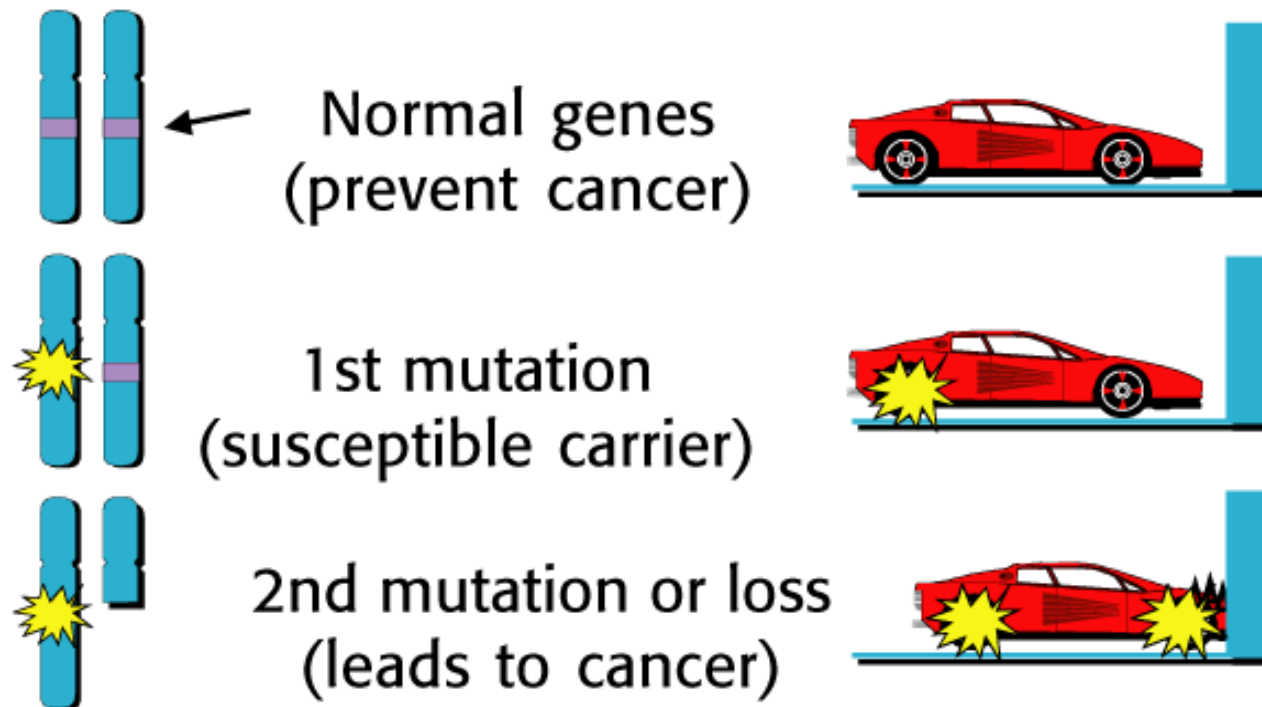 Normal genes
(prevent cancer)
1st mutation
(susceptible carrier)
2nd mutation or loss
(leads to cancer)